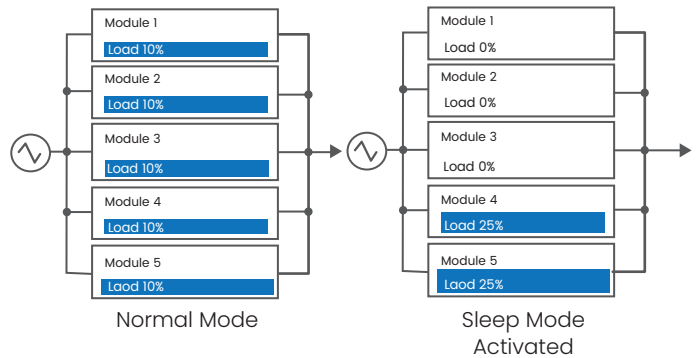 Module 1
Load 10%
Module 2
Load 10%
Module 3
Load 10%
Module 4
Load 10%
Module 5
Laod 10%
Normal Mode
Module 1
Load 0%
Module 2
Load 0%
Module 3
Load 0%
Module 4
Load 25%
Module 5
Laod 25%
Sleep Mode
Activated